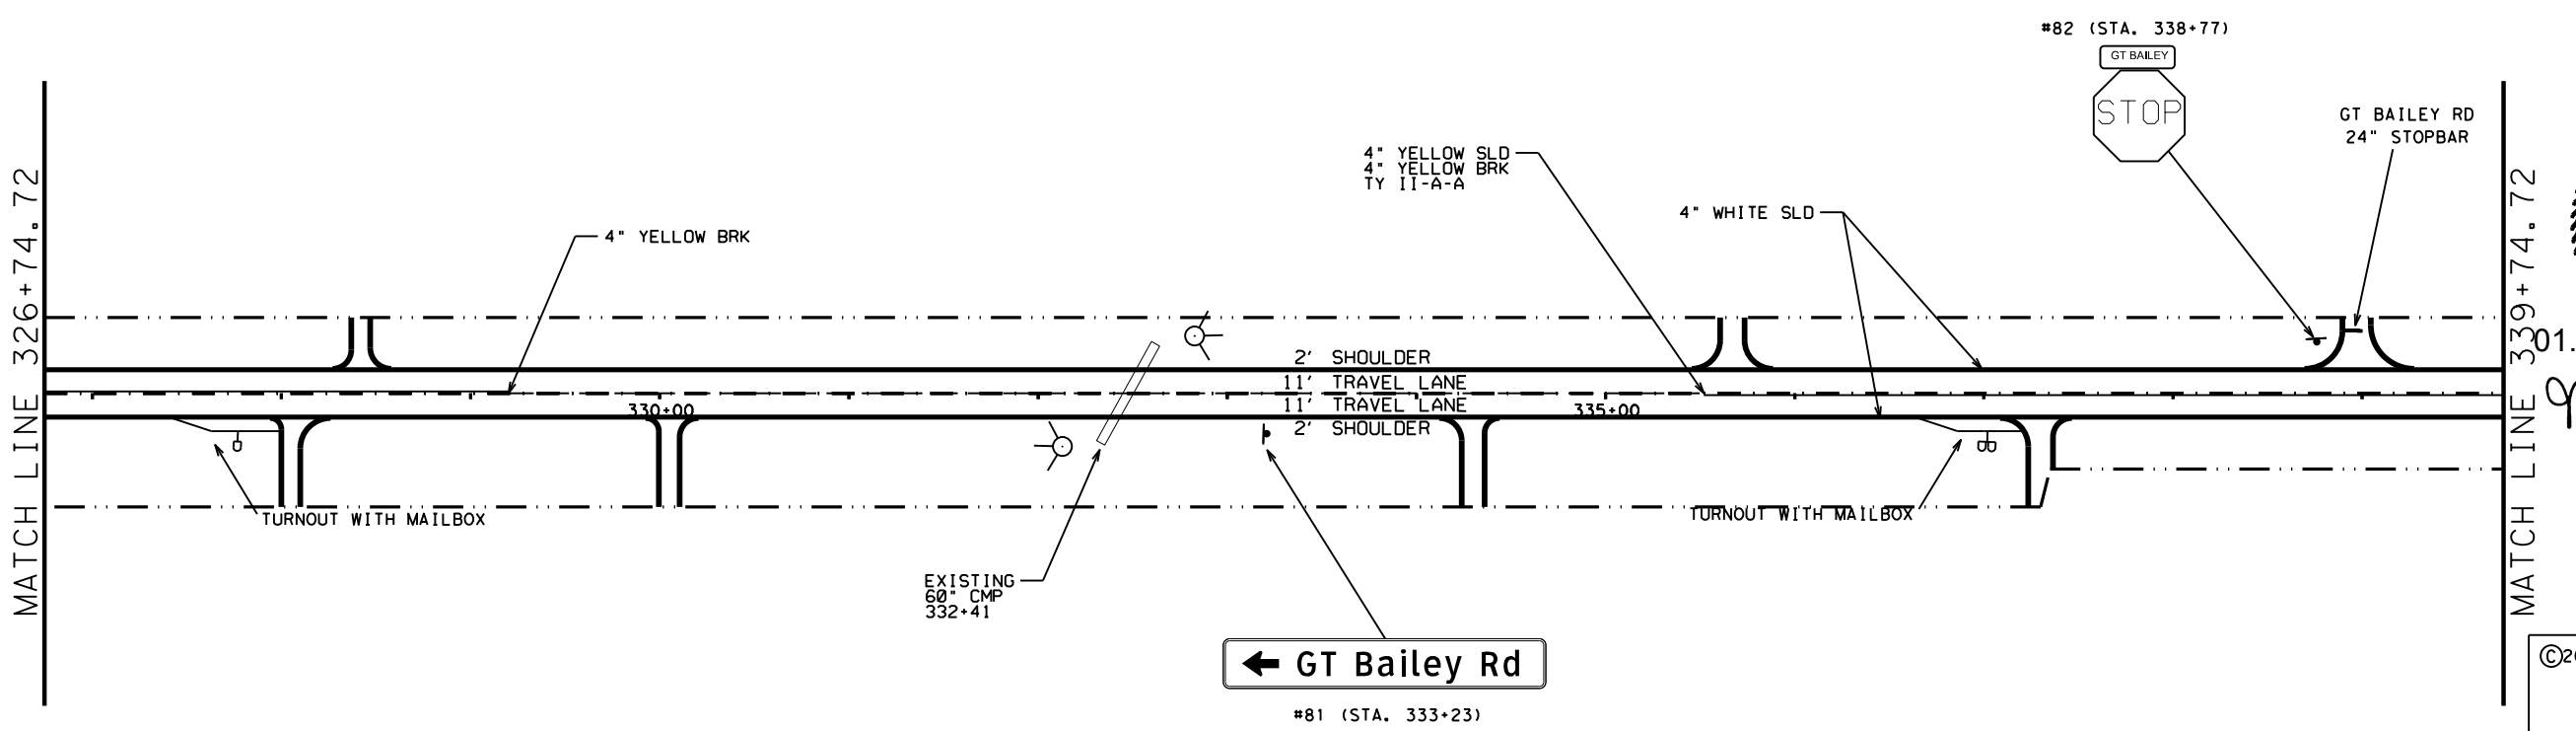 #82 (STA. 338+77)
GT BAILEY
STOP
GT BAILEY RD
24" STOPBAR
4" YELLOW SLD
4" YELLOW BRK
TY II-A-A
4" WHITE SLD
4" YELLOW BRK
MATCH LINE 326+74.72
MATCH LINE 339+74.72
01.
2' SHOULDER
11' TRAVEL LANE
330+00
11' TRAVEL LANE
335+00
2' SHOULDER
TURNOUT WITH MAILBOX
TURNOUT WITH MAILBOX
EXISTING
60" CMP
332+41
← GT Bailey Rd
#81 (STA. 333+23)